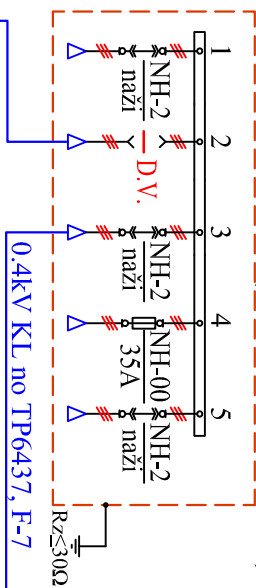 1
NH-2
naži
2
D.V.
3
NH-2
naži
4
NH-00
35A
5
NH-2
naži
Rz≤30Ω
0.4kV KL no TP6437, F-7